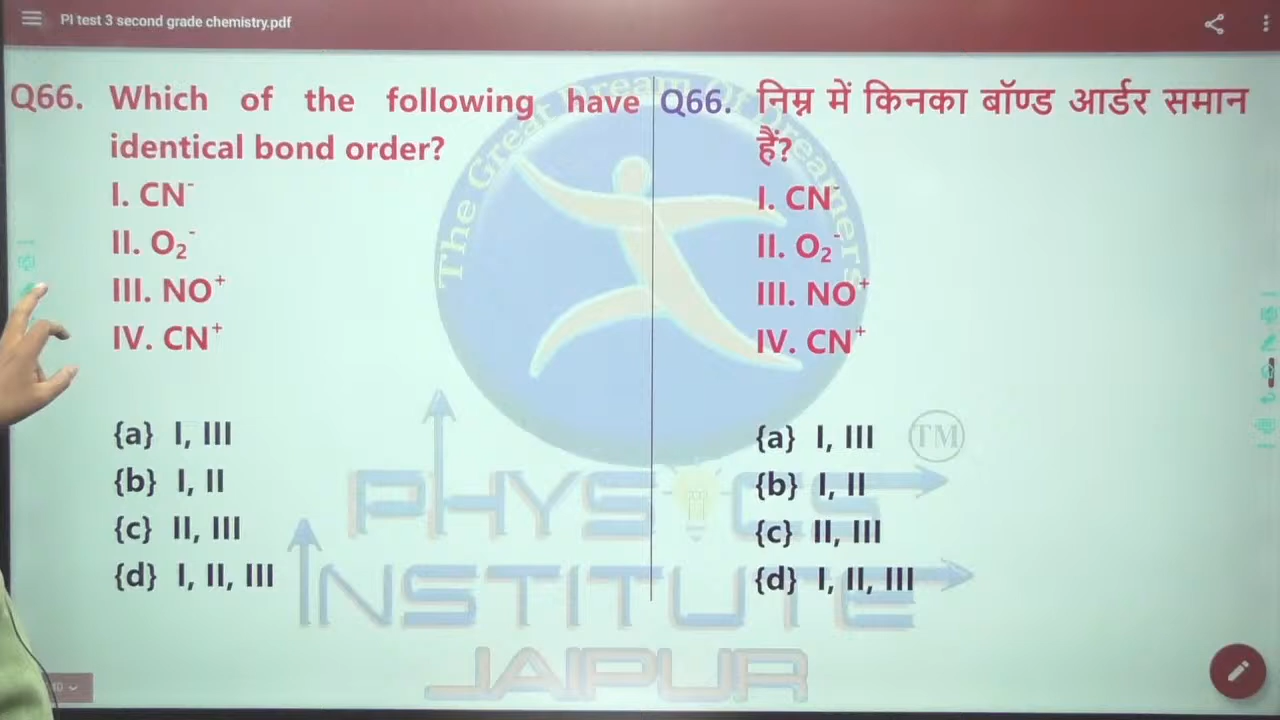 PI test 3 second grade chemistry.pdf
Q66. Which of the following have
identical bond order?
I. CN⁻
II. O₂⁻
III. NO⁺
IV. CN⁺
{a} I, III
{b} I, II
{c} II, III
{d} I, II, III
Q66. निम्न में किनका बॉण्ड आर्डर समान
हैं?
I. CN⁻
II. O₂⁻
III. NO⁺
IV. CN⁺
{a} I, III
{b} I, II
{c} II, III
{d} I, II, III
The Great Dream Of Dreamers
TM
PHYSICS
INSTITUTE
JAIPUR